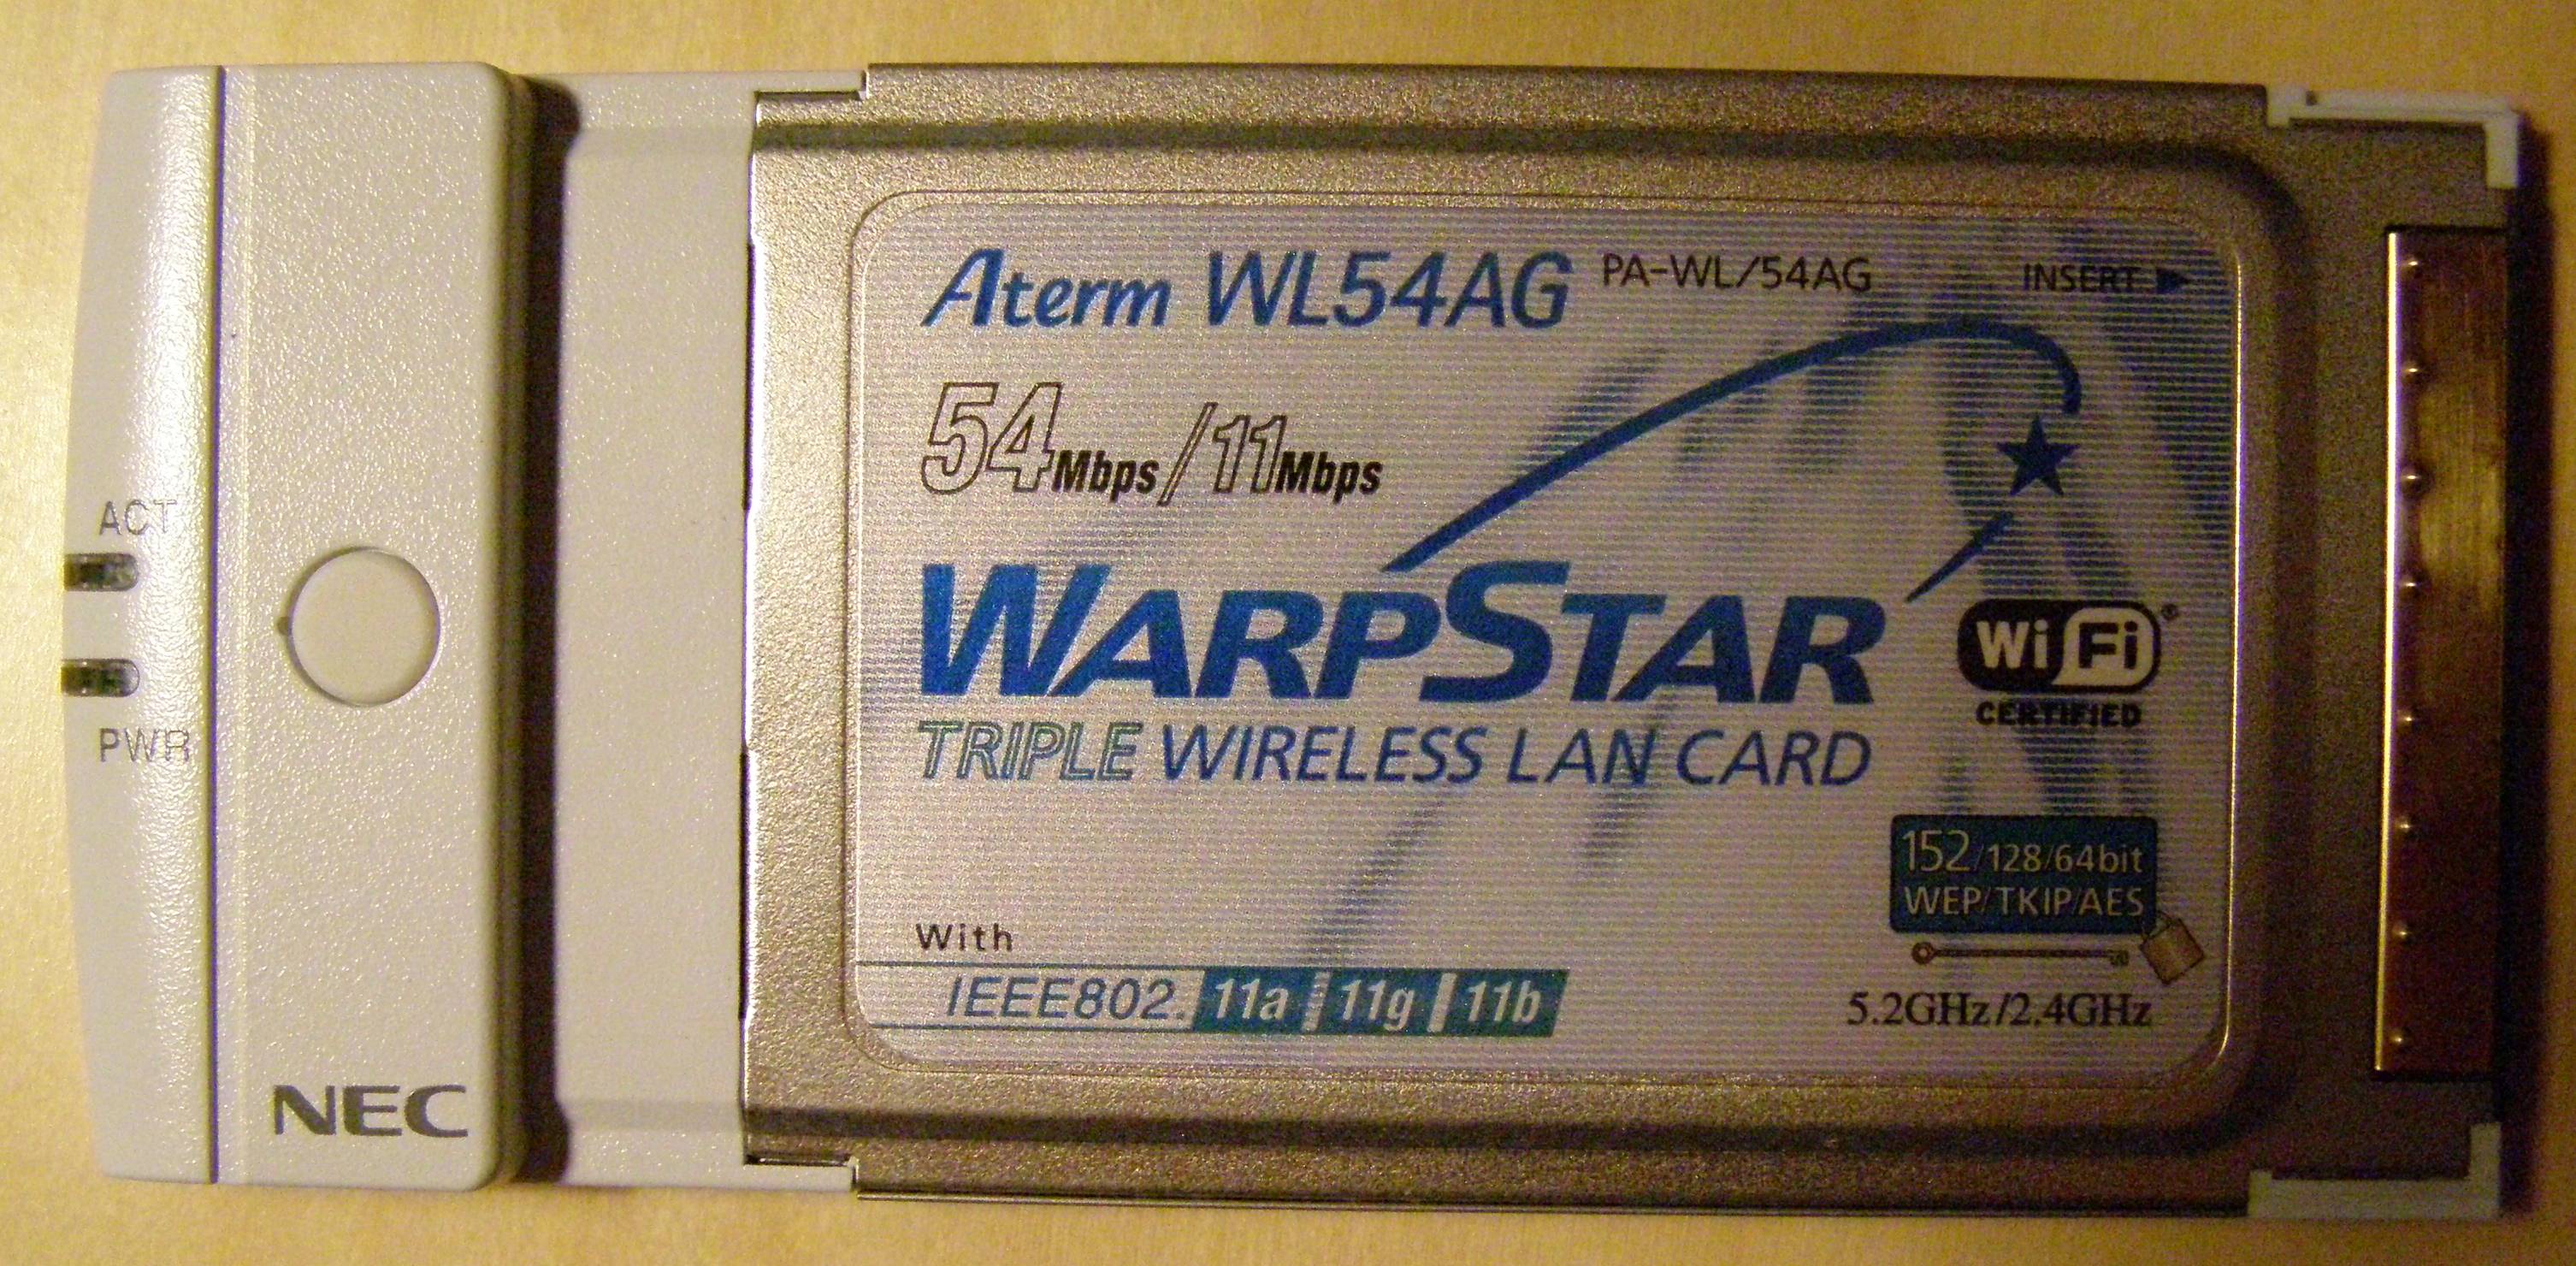 ACT
PWR
NEC
Aterm WL54AG PA-WL/54AG INSERT
54Mbps/11Mbps
WARPSTAR
Wi Fi ®
CERTIFIED
TRIPLE WIRELESS LAN CARD
152/128/64bit
WEP/TKIP/AES
With
IEEE802. 11a 11g 11b
5.2GHz/2.4GHz